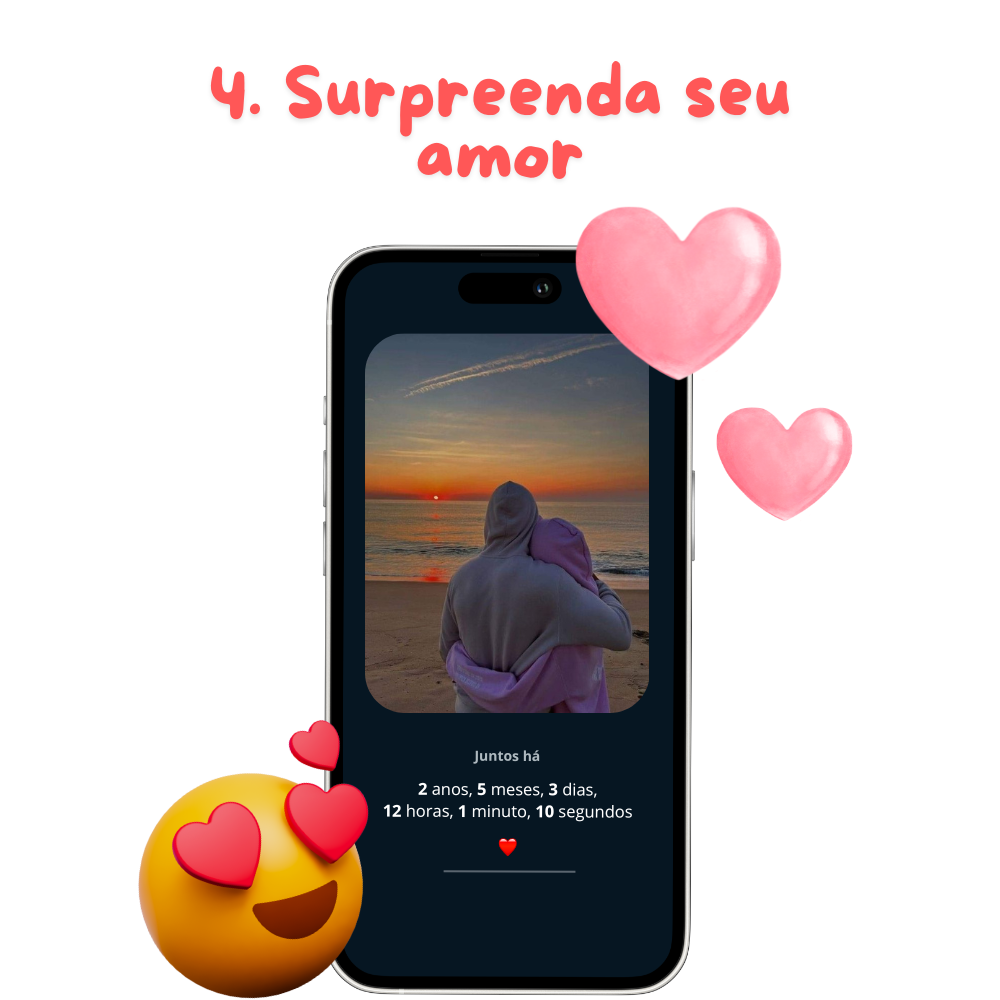 4. Surpreenda seu
amor
Juntos há
2 anos, 5 meses, 3 dias,
12 horas, 1 minuto, 10 segundos